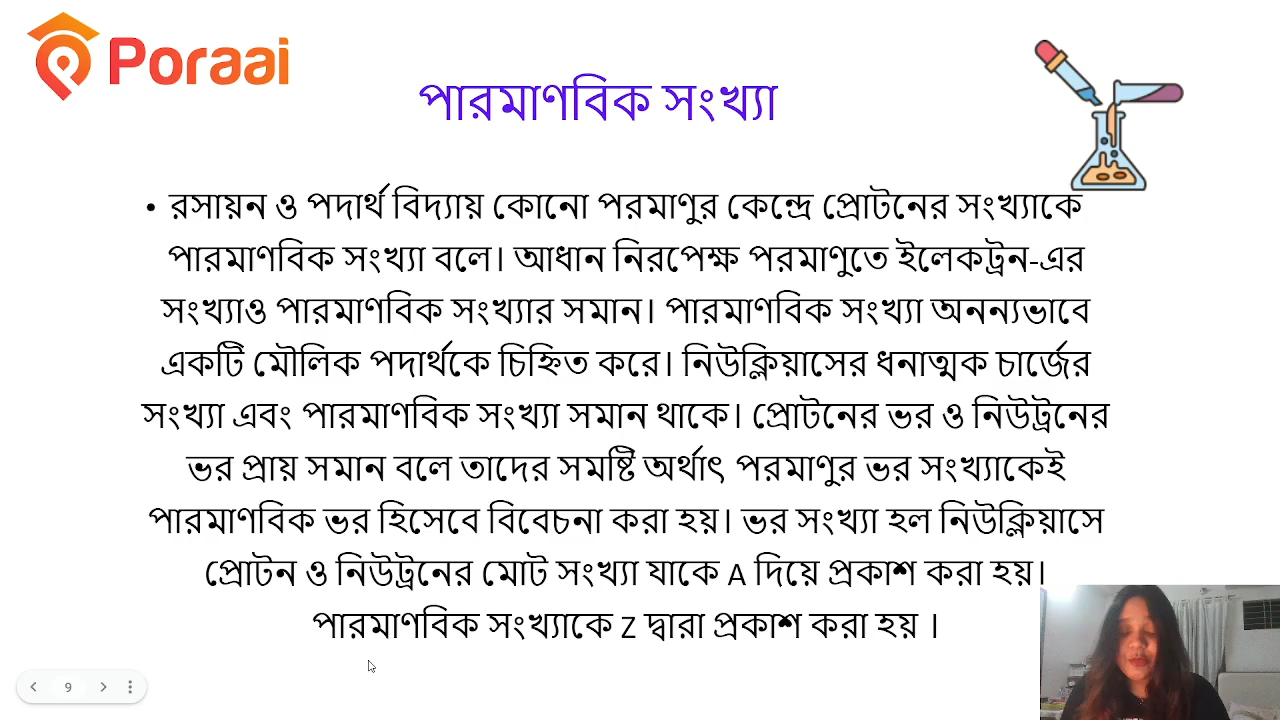 Poraai
পারমাণবিক সংখ্যা
• রসায়ন ও পদার্থ বিদ্যায় কোনো পরমাণুর কেন্দ্রে প্রোটনের সংখ্যাকে
পারমাণবিক সংখ্যা বলে। আধান নিরপেক্ষ পরমাণুতে ইলেকট্রন-এর
সংখ্যাও পারমাণবিক সংখ্যার সমান। পারমাণবিক সংখ্যা অনন্যভাবে
একটি মৌলিক পদার্থকে চিহ্নিত করে। নিউক্লিয়াসের ধনাত্মক চার্জের
সংখ্যা এবং পারমাণবিক সংখ্যা সমান থাকে। প্রোটনের ভর ও নিউট্রনের
ভর প্রায় সমান বলে তাদের সমষ্টি অর্থাৎ পরমাণুর ভর সংখ্যাকেই
পারমাণবিক ভর হিসেবে বিবেচনা করা হয়। ভর সংখ্যা হল নিউক্লিয়াসে
প্রোটন ও নিউট্রনের মোট সংখ্যা যাকে A দিয়ে প্রকাশ করা হয়।
পারমাণবিক সংখ্যাকে Z দ্বারা প্রকাশ করা হয় ।
9